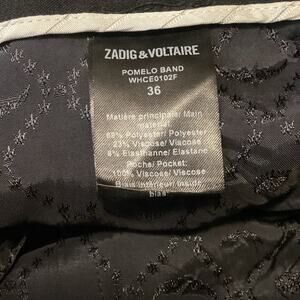 ZADIG&VOLTAIRE
POMELO BAND
WHCE0102F
36
Matière principale/ Main
material:
69% Polyester/ Polyester
23% Viscose/ Viscose
8% Elasthanne/ Elastane
Poche/ Pocket:
100% Viscose/ Viscose
Biais intérieur/ Inside
bias